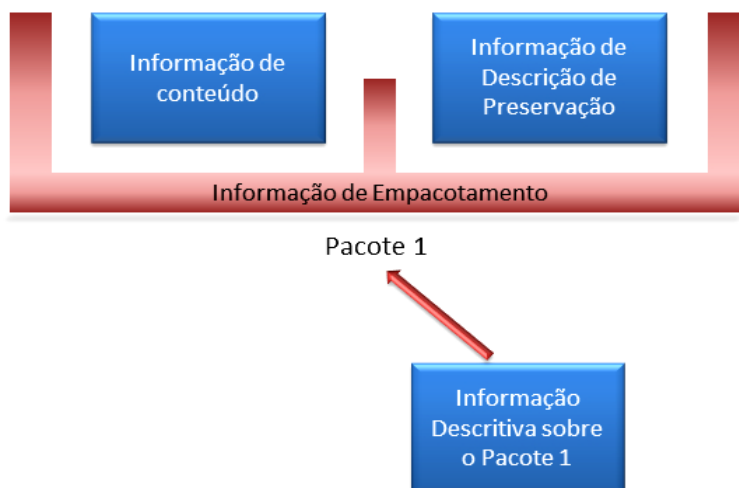 Informação de
conteúdo
Informação de
Descrição de
Preservação
Informação de Empacotamento
Pacote 1
Informação
Descritiva sobre
o Pacote 1